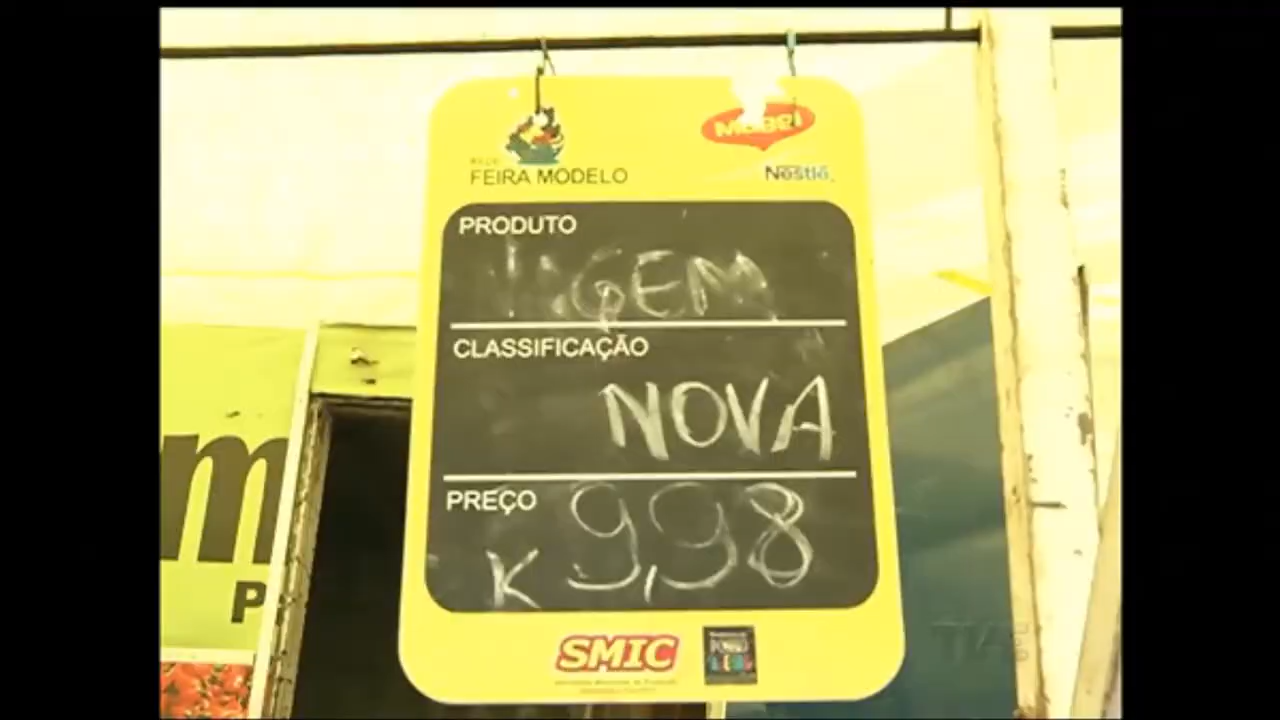 FEIRA MODELO
Maggi
Nestlé
PRODUTO
GEM
CLASSIFICAÇÃO
NOVA
PREÇO
K 9,98
SMIC
m
P